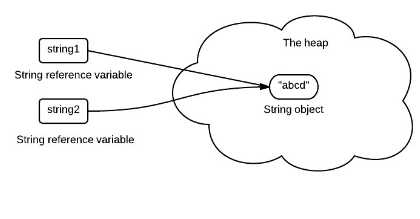 string1
String reference variable
string2
String reference variable
The heap
"abcd"
String object